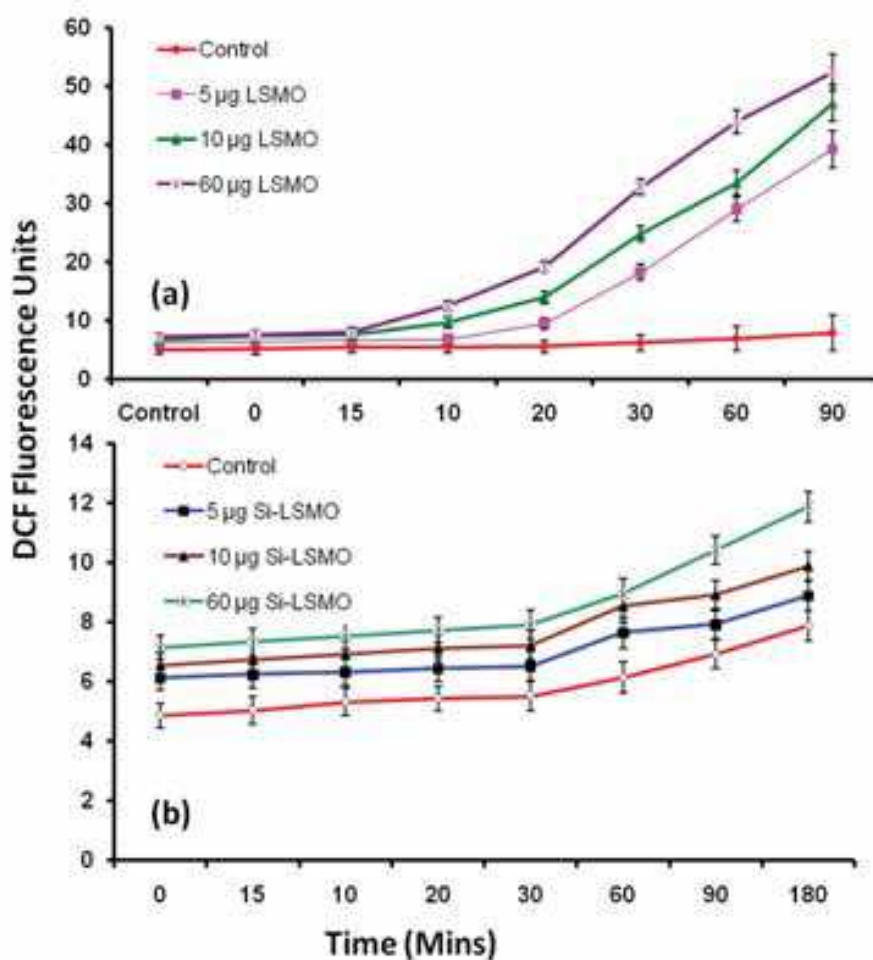 DCF Fluorescence Units
60
50
40
30
20
10
0
Control
5 µg LSMO
10 µg LSMO
60 µg LSMO
(a)
Control 0 15 10 20 30 60 90
14
12
10
8
6
4
2
0
Control
5 µg Si-LSMO
10 µg Si-LSMO
60 µg Si-LSMO
(b)
0 15 10 20 30 60 90 180
Time (Mins)